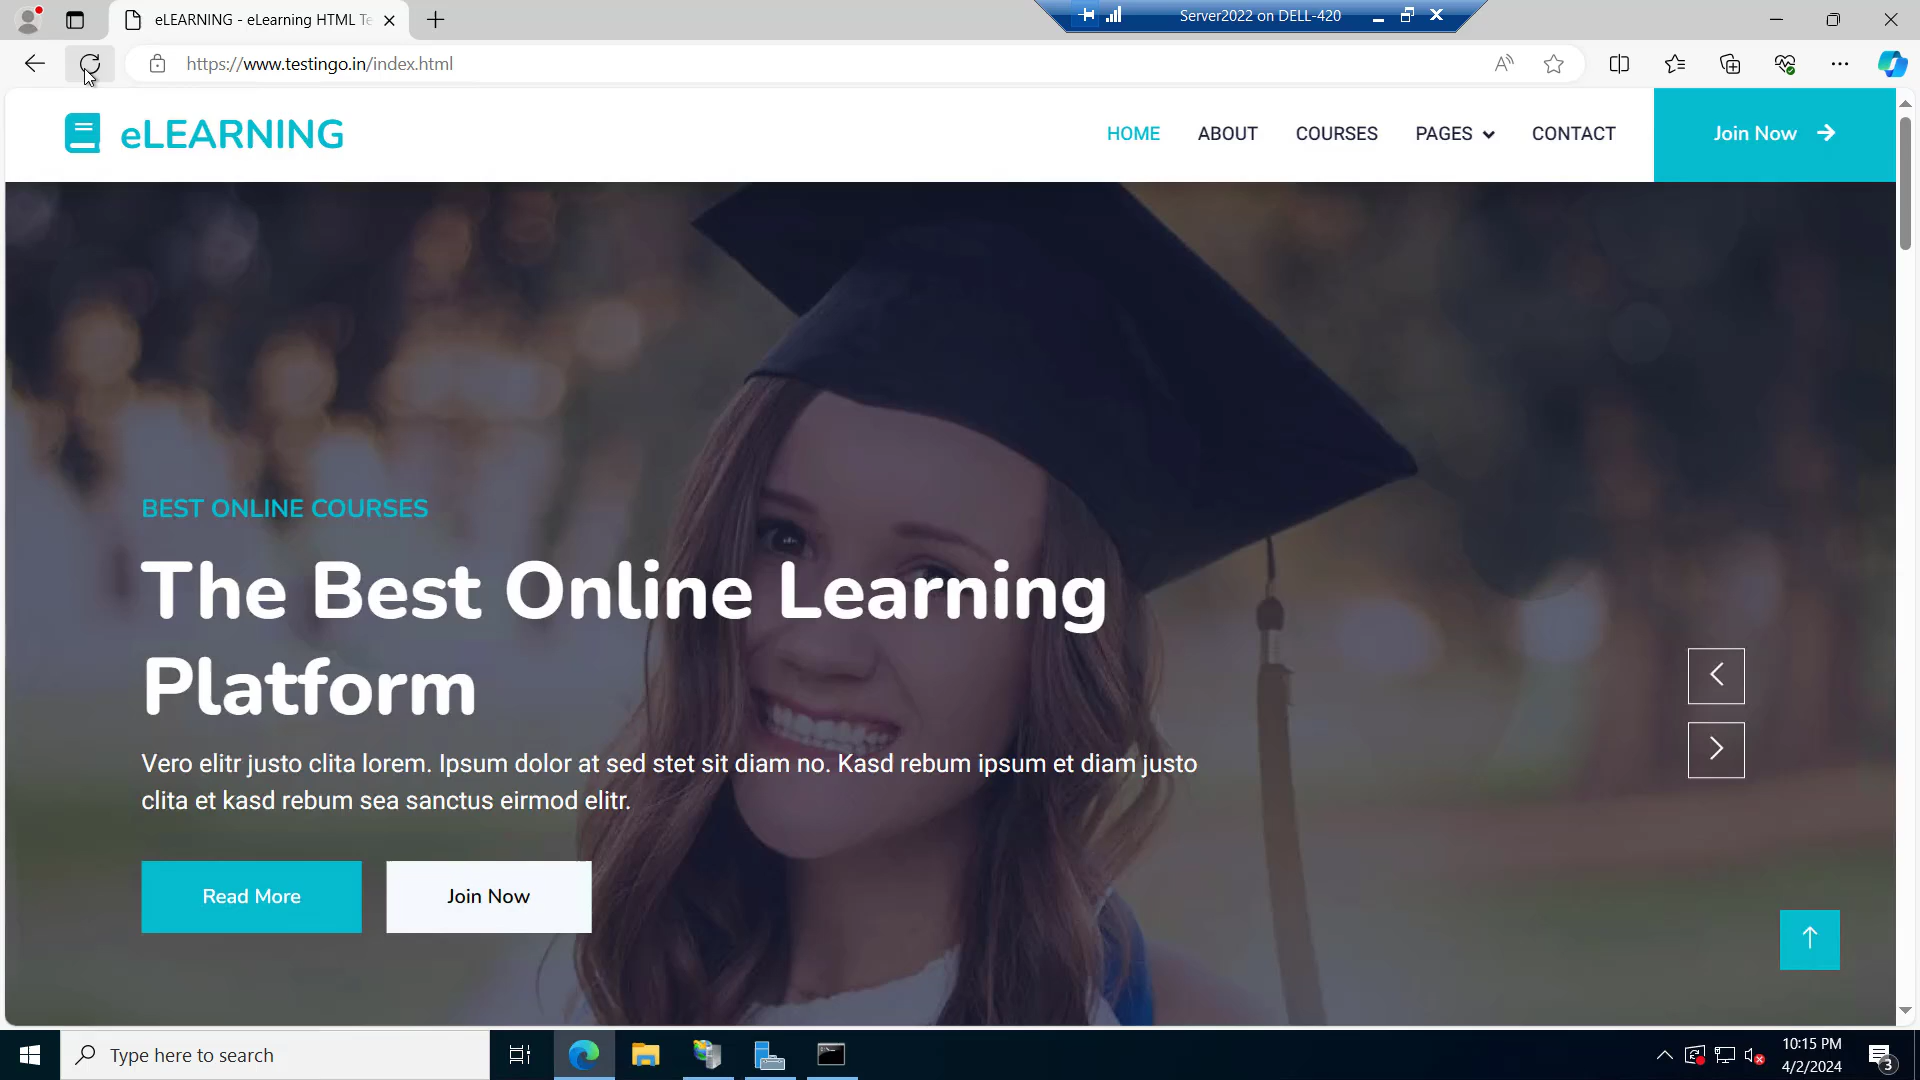 eLEARNING - eLearning HTML Te
Server2022 on DELL-420
https://www.testingo.in/index.html
eLEARNING
HOME
ABOUT
COURSES
PAGES
CONTACT
Join Now
BEST ONLINE COURSES
The Best Online Learning
Platform
Vero elitr justo clita lorem. Ipsum dolor at sed stet sit diam no. Kasd rebum ipsum et diam justo
clita et kasd rebum sea sanctus eirmod elitr.
Read More
Join Now
Type here to search
10:15 PM
4/2/2024
3